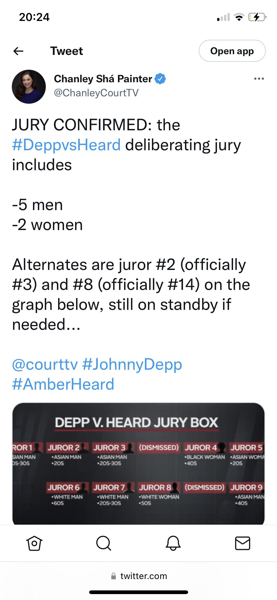 20:24
Tweet
Open app
Chanley Shá Painter
@ChanleyCourtTV
JURY CONFIRMED: the
#DeppvsHeard deliberating jury
includes
-5 men
-2 women
Alternates are juror #2 (officially
#3) and #8 (officially #14) on the
graph below, still on standby if
needed...
@courttv #JohnnyDepp
#AmberHeard
DEPP V. HEARD JURY BOX
ROR 1 JUROR 2 JUROR 3 (DISMISSED) JUROR 4 JUROR 5
IAN MAN •ASIAN MAN •ASIAN MAN •BLACK WOMAN •ASIAN WOMA
0S-30S •20S •20S-30S •40S •20S
JUROR 6 JUROR 7 JUROR 8 (DISMISSED) JUROR 9
•WHITE MAN •WHITE MAN •WHITE WOMAN •ASIAN MAN
•60S •20S-30S •50S •40S
twitter.com